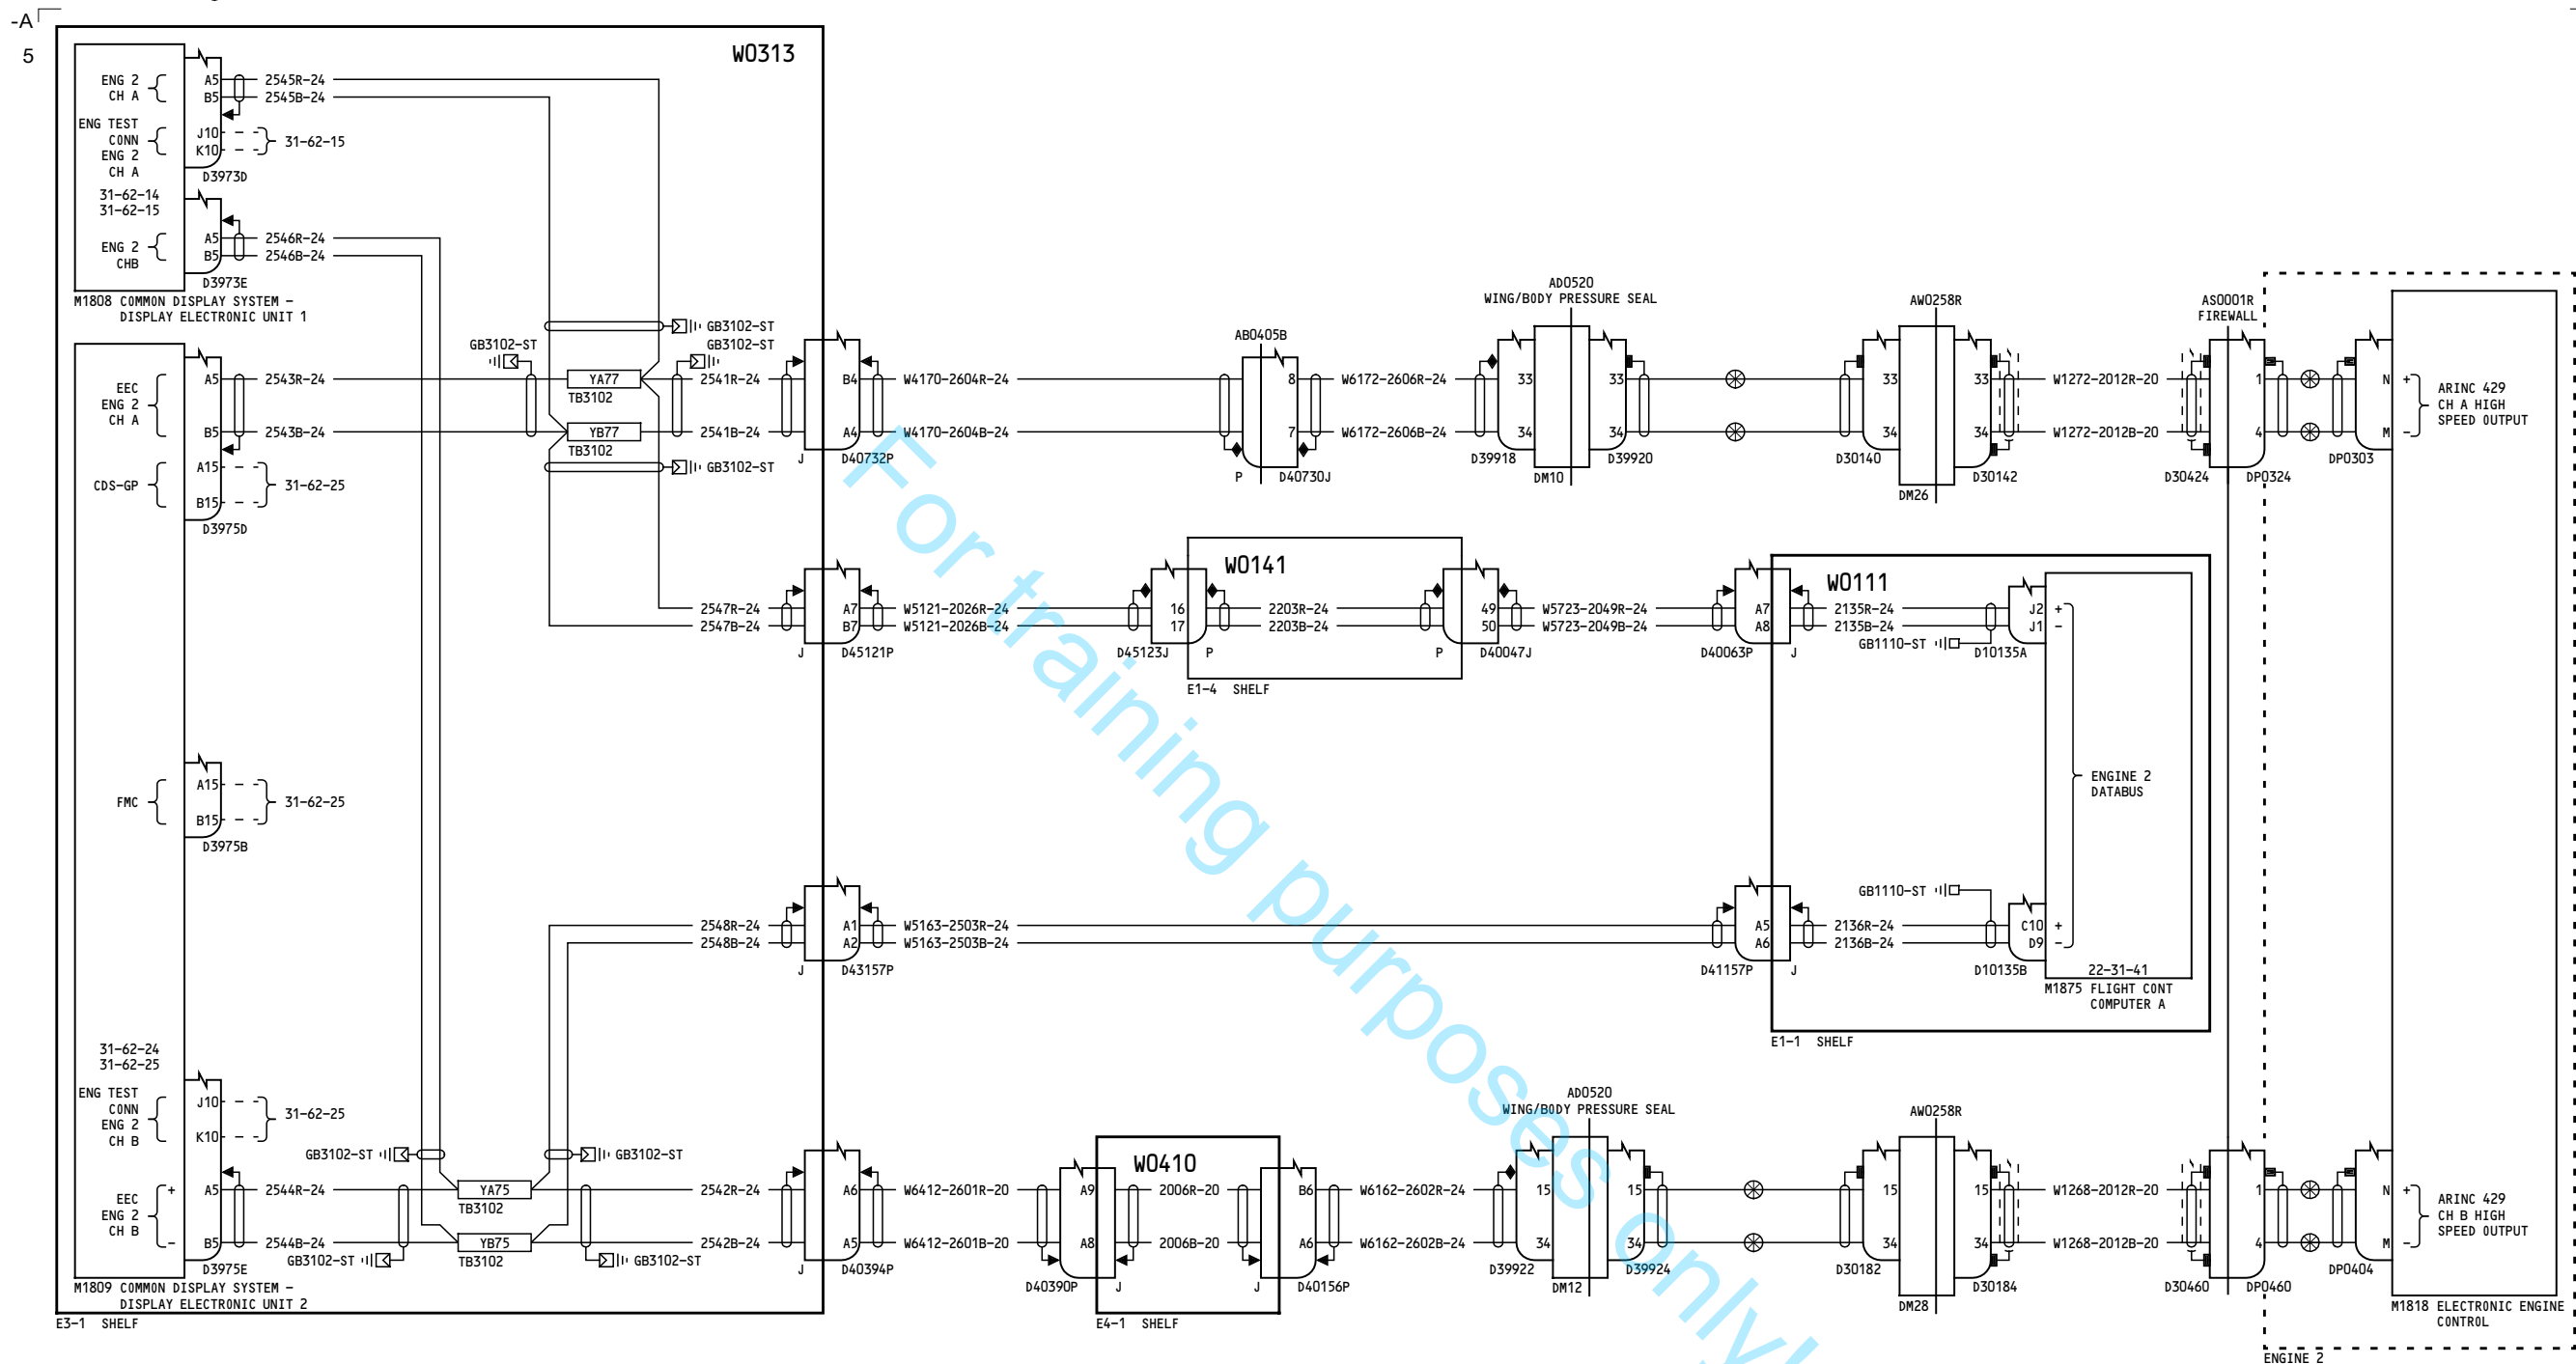 -A
5
W0313
ENG 2
CH A
A5
B5
2545R-24
2545B-24
ENG TEST
CONN
ENG 2
CH A
J10
K10
31-62-15
D3973D
31-62-14
31-62-15
ENG 2
CHB
A5
B5
2546R-24
2546B-24
D3973E
M1808 COMMON DISPLAY SYSTEM -
DISPLAY ELECTRONIC UNIT 1
EEC
ENG 2
CH A
A5
B5
2543R-24
2543B-24
CDS-GP
A15
B15
31-62-25
D3975D
GB3102-ST
GB3102-ST
GB3102-ST
YA77
TB3102
YB77
TB3102
GB3102-ST
2541R-24
2541B-24
B4
A4
J
D40732P
W4170-2604R-24
W4170-2604B-24
AB0405B
8
7
P
D40730J
W6172-2606R-24
W6172-2606B-24
AD0520
WING/BODY PRESSURE SEAL
33
34
33
34
D39918
D39920
DM10
AW0258R
33
34
33
34
D30140
D30142
DM26
W1272-2012R-20
W1272-2012B-20
AS0001R
FIREWALL
1
4
D30424
DP0324
N +
M -
DP0303
ARINC 429
CH A HIGH
SPEED OUTPUT
2547R-24
2547B-24
A7
B7
J
D45121P
W5121-2026R-24
W5121-2026B-24
W0141
16
17
D45123J
P
2203R-24
2203B-24
49
50
P
D40047J
E1-4 SHELF
W5723-2049R-24
W5723-2049B-24
W0111
A7
A8
D40063P
J
2135R-24
2135B-24
GB1110-ST
J2 +
J1 -
D10135A
ENGINE 2
DATABUS
FMC
A15
B15
31-62-25
D3975B
2548R-24
2548B-24
A1
A2
J
D43157P
W5163-2503R-24
W5163-2503B-24
A5
A6
D41157P
J
GB1110-ST
2136R-24
2136B-24
C10 +
D9 -
D10135B
22-31-41
M1875 FLIGHT CONT
COMPUTER A
E1-1 SHELF
31-62-24
31-62-25
ENG TEST
CONN
ENG 2
CH B
J10
K10
31-62-25
EEC
ENG 2
CH B
+
-
A5
B5
2544R-24
2544B-24
D3975E
M1809 COMMON DISPLAY SYSTEM -
DISPLAY ELECTRONIC UNIT 2
E3-1 SHELF
GB3102-ST
GB3102-ST
YA75
TB3102
YB75
TB3102
GB3102-ST
GB3102-ST
2542R-24
2542B-24
A6
A5
J
D40394P
W6412-2601R-20
W6412-2601B-20
W0410
A9
A8
D40390P
J
2006R-20
2006B-20
B6
A6
J
D40156P
E4-1 SHELF
W6162-2602R-24
W6162-2602B-24
AD0520
WING/BODY PRESSURE SEAL
15
34
15
34
D39922
D39924
DM12
AW0258R
15
34
15
34
D30182
D30184
DM28
W1268-2012R-20
W1268-2012B-20
1
4
D30460
DP0460
N +
M -
DP0404
ARINC 429
CH B HIGH
SPEED OUTPUT
M1818 ELECTRONIC ENGINE
CONTROL
ENGINE 2
For training purposes only!